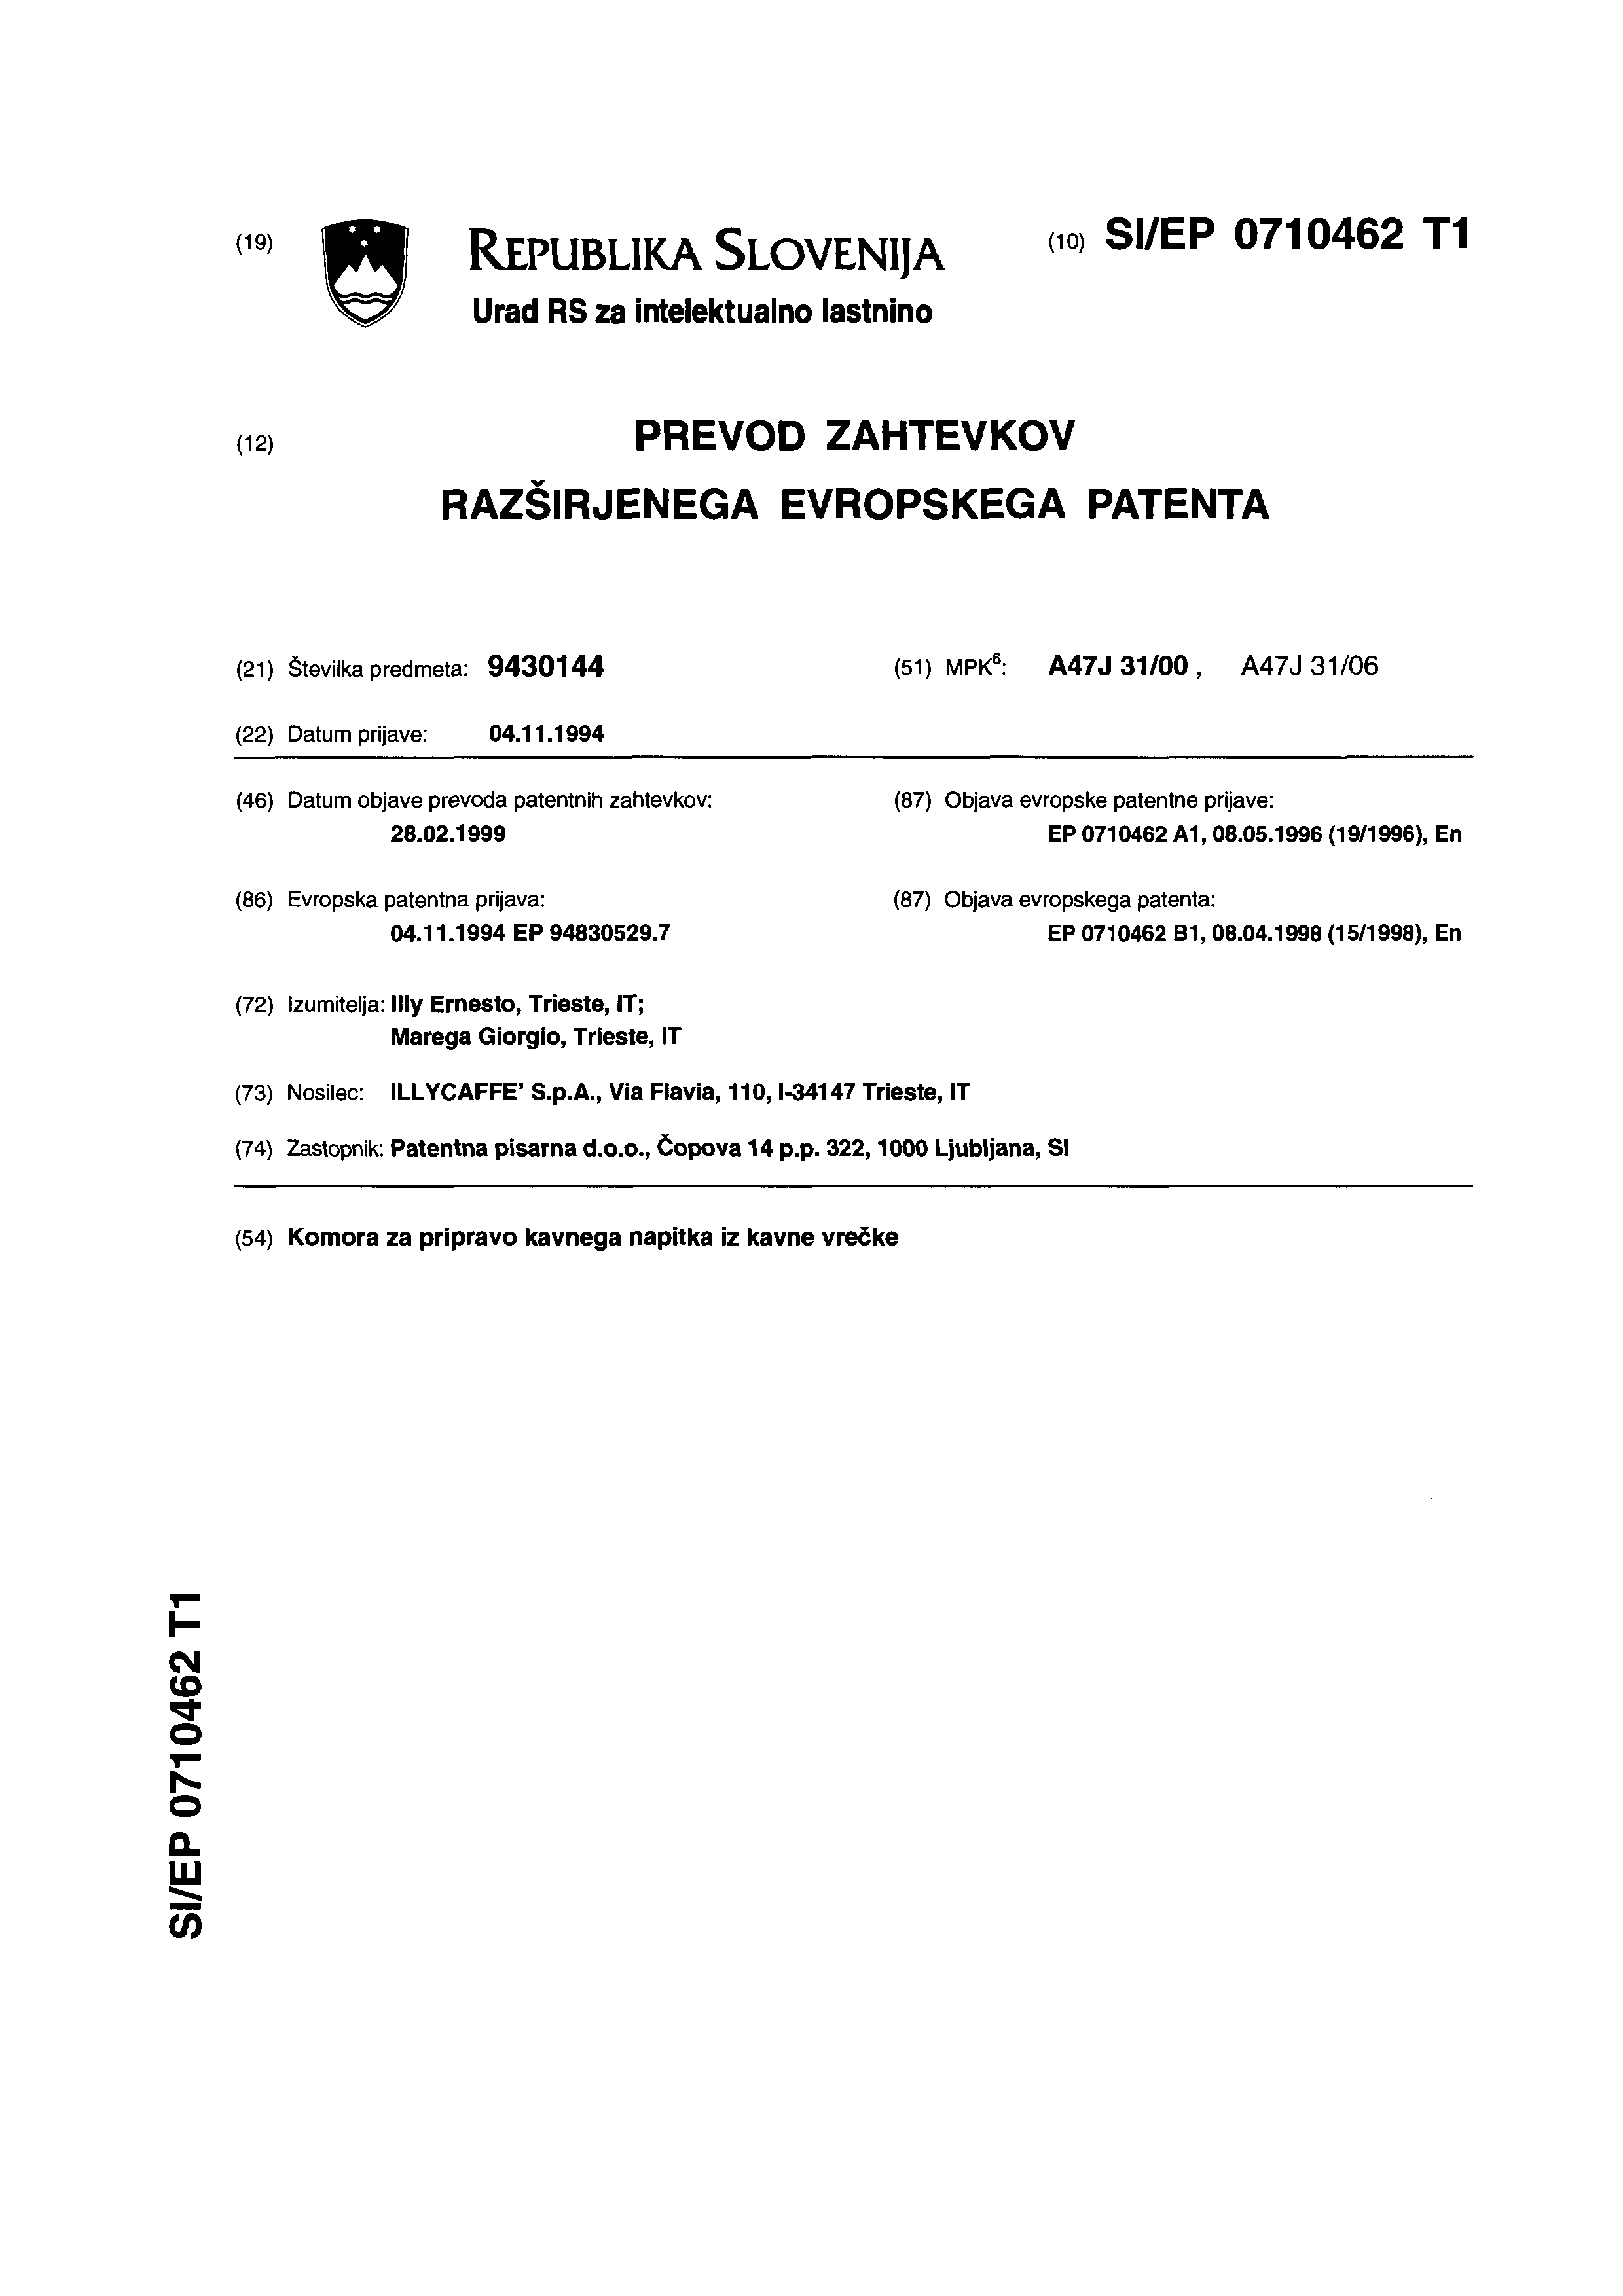 (19)
REPUBLIKA SLOVENIJA
Urad RS za intelektualno lastnino
(10) SI/EP 0710462 T1
(12)
PREVOD ZAHTEVKOV
RAZŠIRJENEGA EVROPSKEGA PATENTA
(21) Številka predmeta: 9430144
(51) MPK⁶: A47J 31/00 , A47J 31/06
(22) Datum prijave: 04.11.1994
(46) Datum objave prevoda patentnih zahtevkov:
28.02.1999
(87) Objava evropske patentne prijave:
EP 0710462 A1, 08.05.1996 (19/1996), En
(86) Evropska patentna prijava:
04.11.1994 EP 94830529.7
(87) Objava evropskega patenta:
EP 0710462 B1, 08.04.1998 (15/1998), En
(72) Izumitelja: Illy Ernesto, Trieste, IT;
Marega Giorgio, Trieste, IT
(73) Nosilec: ILLYCAFFE' S.p.A., Via Flavia, 110, I-34147 Trieste, IT
(74) Zastopnik: Patentna pisarna d.o.o., Čopova 14 p.p. 322, 1000 Ljubljana, SI
(54) Komora za pripravo kavnega napitka iz kavne vrečke
SI/EP 0710462 T1